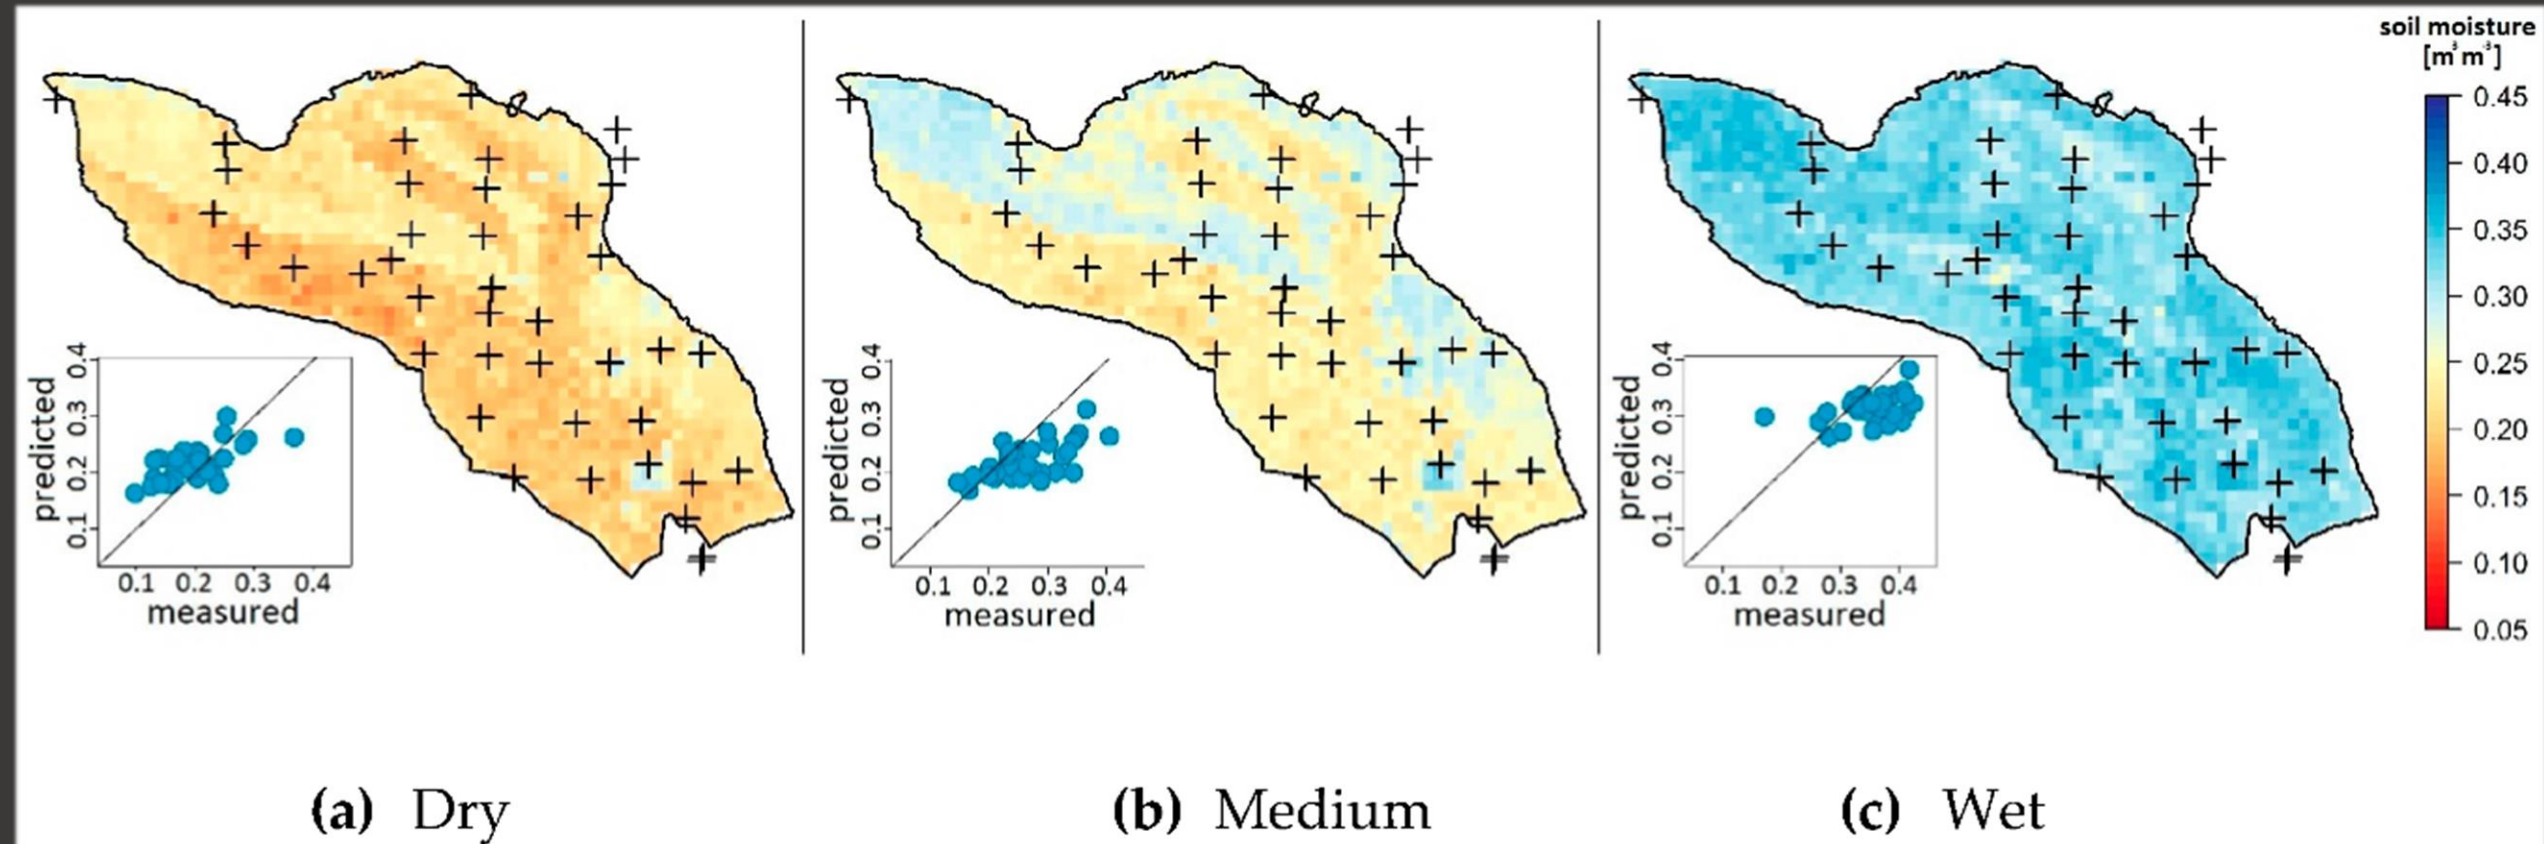 soil moisture
[m³ m⁻³]
0.45
0.40
0.35
0.30
0.25
0.20
0.15
0.10
0.05
predicted
0.4
0.3
0.2
0.1
0.1 0.2 0.3 0.4
measured
predicted
0.4
0.3
0.2
0.1
0.1 0.2 0.3 0.4
measured
predicted
0.4
0.3
0.2
0.1
0.1 0.2 0.3 0.4
measured
(a) Dry
(b) Medium
(c) Wet